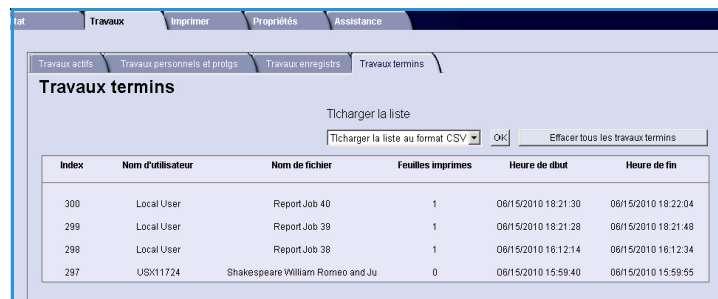 tat Travaux Imprimer Propriétés Assistance
Travaux actifs Travaux personnels et protgs Travaux enregistrs Travaux termins
Travaux termins
Tlcharger la liste
Tlcharger la liste au format CSV OK Effacer tous les travaux termins
Index Nom d'utilisateur Nom de fichier Feuilles imprimes Heure de dbut Heure de fin
300 Local User Report Job 40 1 06/15/2010 18:21:30 06/15/2010 18:22:04
299 Local User Report Job 39 1 06/15/2010 18:21:28 06/15/2010 18:21:48
298 Local User Report Job 38 1 06/15/2010 16:12:14 06/15/2010 16:12:34
297 USX11724 Shakespeare William Romeo and Ju 0 06/15/2010 15:59:40 06/15/2010 15:59:55